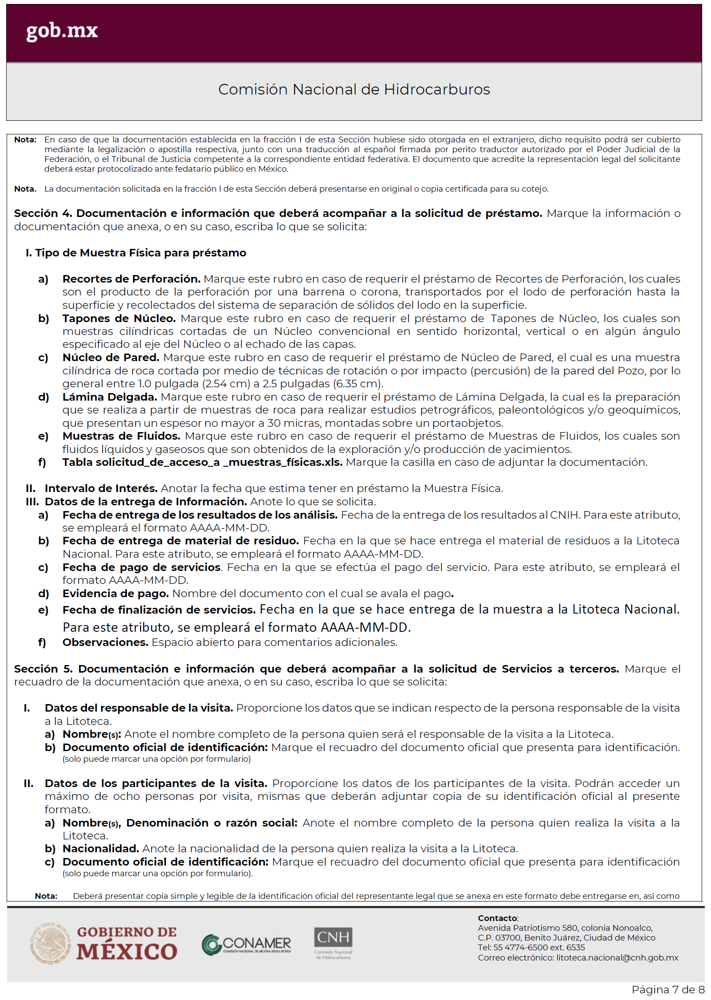 gob.mx
Comisión Nacional de Hidrocarburos
Nota: En caso de que la documentación establecida en la fracción I de esta Sección hubiese sido otorgada en el extranjero, dicho requisito podrá ser cubierto
mediante la legalización o apostilla respectiva, junto con una traducción al español firmada por perito traductor autorizado por el Poder Judicial de la
Federación, o el Tribunal de Justicia competente a la correspondiente entidad federativa. El documento que acredite la representación legal del solicitante
deberá estar protocolizado ante fedatario público en México.
Nota. La documentación solicitada en la fracción I de esta Sección deberá presentarse en original o copia certificada para su cotejo.
Sección 4. Documentación e información que deberá acompañar a la solicitud de préstamo. Marque la información o
documentación que anexa, o en su caso, escriba lo que se solicita:
I. Tipo de Muestra Física para préstamo
a) Recortes de Perforación. Marque este rubro en caso de requerir el préstamo de Recortes de Perforación, los cuales
son el producto de la perforación por una barrena o corona, transportados por el lodo de perforación hasta la
superficie y recolectados del sistema de separación de sólidos del lodo en la superficie.
b) Tapones de Núcleo. Marque este rubro en caso de requerir el préstamo de Tapones de Núcleo, los cuales son
muestras cilíndricas cortadas de un Núcleo convencional en sentido horizontal, vertical o en algún ángulo
especificado al eje del Núcleo o al echado de las capas.
c) Núcleo de Pared. Marque este rubro en caso de requerir el préstamo de Núcleo de Pared, el cual es una muestra
cilíndrica de roca cortada por medio de técnicas de rotación o por impacto (percusión) de la pared del Pozo, por lo
general entre 1.0 pulgada (2.54 cm) a 2.5 pulgadas (6.35 cm).
d) Lámina Delgada. Marque este rubro en caso de requerir el préstamo de Lámina Delgada, la cual es la preparación
que se realiza a partir de muestras de roca para realizar estudios petrográficos, paleontológicos y/o geoquímicos,
que presentan un espesor no mayor a 30 micras, montadas sobre un portaobjetos.
e) Muestras de Fluidos. Marque este rubro en caso de requerir el préstamo de Muestras de Fluidos, los cuales son
fluidos líquidos y gaseosos que son obtenidos de la exploración y/o producción de yacimientos.
f) Tabla solicitud_de_acceso_a _muestras_físicas.xls. Marque la casilla en caso de adjuntar la documentación.
II. Intervalo de Interés. Anotar la fecha que estima tener en préstamo la Muestra Física.
III. Datos de la entrega de Información. Anote lo que se solicita.
a) Fecha de entrega de los resultados de los análisis. Fecha de la entrega de los resultados al CNIH. Para este atributo,
se empleará el formato AAAA-MM-DD.
b) Fecha de entrega de material de residuo. Fecha en la que se hace entrega el material de residuos a la Litoteca
Nacional. Para este atributo, se empleará el formato AAAA-MM-DD.
c) Fecha de pago de servicios. Fecha en la que se efectúa el pago del servicio. Para este atributo, se empleará el
formato AAAA-MM-DD.
d) Evidencia de pago. Nombre del documento con el cual se avala el pago.
e) Fecha de finalización de servicios. Fecha en la que se hace entrega de la muestra a la Litoteca Nacional.
Para este atributo, se empleará el formato AAAA-MM-DD.
f) Observaciones. Espacio abierto para comentarios adicionales.
Sección 5. Documentación e información que deberá acompañar a la solicitud de Servicios a terceros. Marque el
recuadro de la documentación que anexa, o en su caso, escriba lo que se solicita:
I. Datos del responsable de la visita. Proporcione los datos que se indican respecto de la persona responsable de la visita
a la Litoteca.
a) Nombre(s): Anote el nombre completo de la persona quien será el responsable de la visita a la Litoteca.
b) Documento oficial de identificación: Marque el recuadro del documento oficial que presenta para identificación.
(solo puede marcar una opción por formulario)
II. Datos de los participantes de la visita. Proporcione los datos de los participantes de la visita. Podrán acceder un
máximo de ocho personas por visita, mismas que deberán adjuntar copia de su identificación oficial al presente
formato.
a) Nombre(s), Denominación o razón social: Anote el nombre completo de la persona quien realiza la visita a la
Litoteca.
b) Nacionalidad. Anote la nacionalidad de la persona quien realiza la visita a la Litoteca.
c) Documento oficial de identificación: Marque el recuadro del documento oficial que presenta para identificación
(solo puede marcar una opción por formulario).
Nota: Deberá presentar copia simple y legible de la identificación oficial del representante legal que se anexa en este formato debe entregarse en, así como
ESTADOS UNIDOS MEXICANOS
GOBIERNO DE
MÉXICO
CONAMER
COMISIÓN NACIONAL DE MEJORA REGULATORIA
CNH
Comisión Nacional
de Hidrocarburos
Contacto:
Avenida Patriotismo 580, colonia Nonoalco,
C.P. 03700, Benito Juárez, Ciudad de México
Tel: 55 4774-6500 ext. 6535
Correo electrónico: litoteca.nacional@cnh.gob.mx
Página 7 de 8